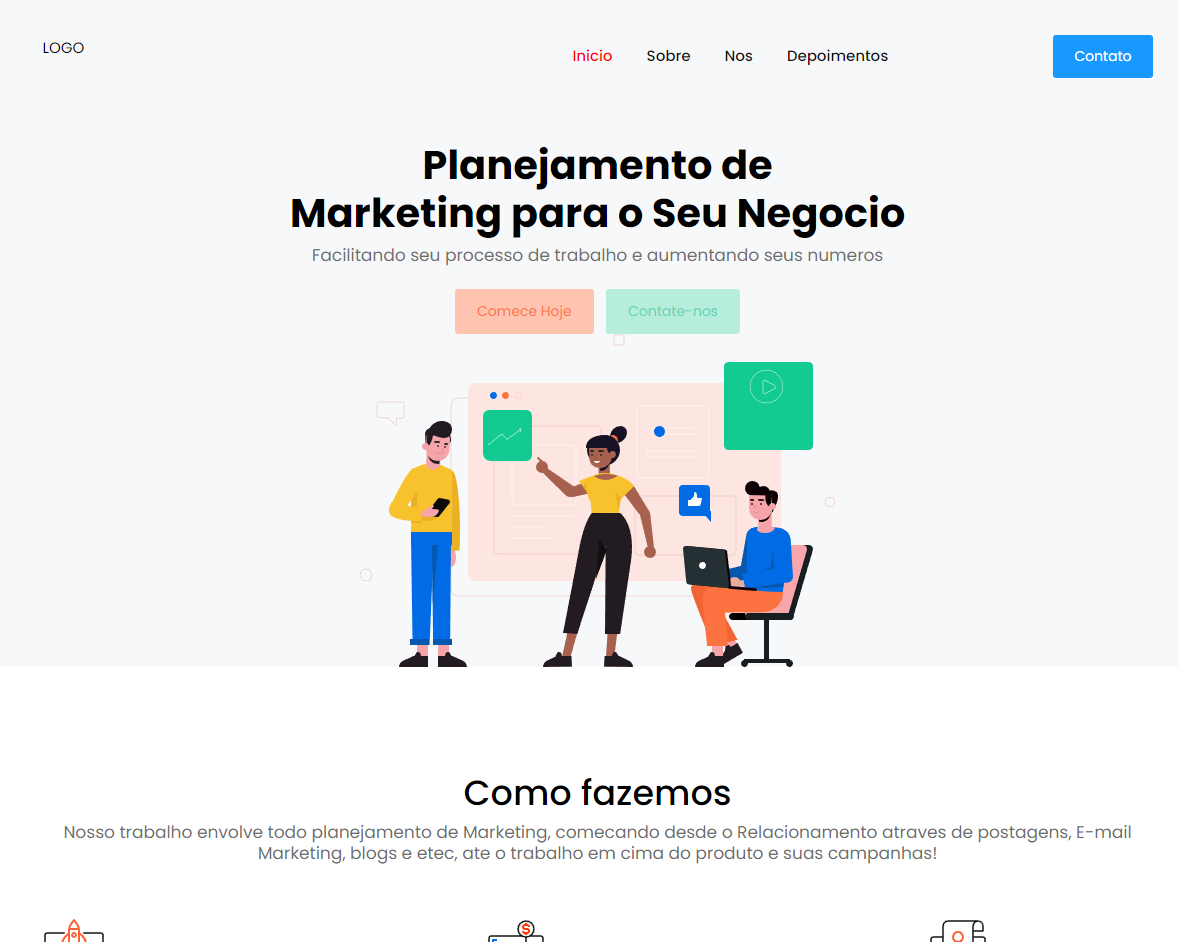 LOGO
Inicio
Sobre
Nos
Depoimentos
Contato
Planejamento de
Marketing para o Seu Negocio
Facilitando seu processo de trabalho e aumentando seus numeros
Comece Hoje
Contate-nos
Como fazemos
Nosso trabalho envolve todo planejamento de Marketing, comecando desde o Relacionamento atraves de postagens, E-mail
Marketing, blogs e etec, ate o trabalho em cima do produto e suas campanhas!
$